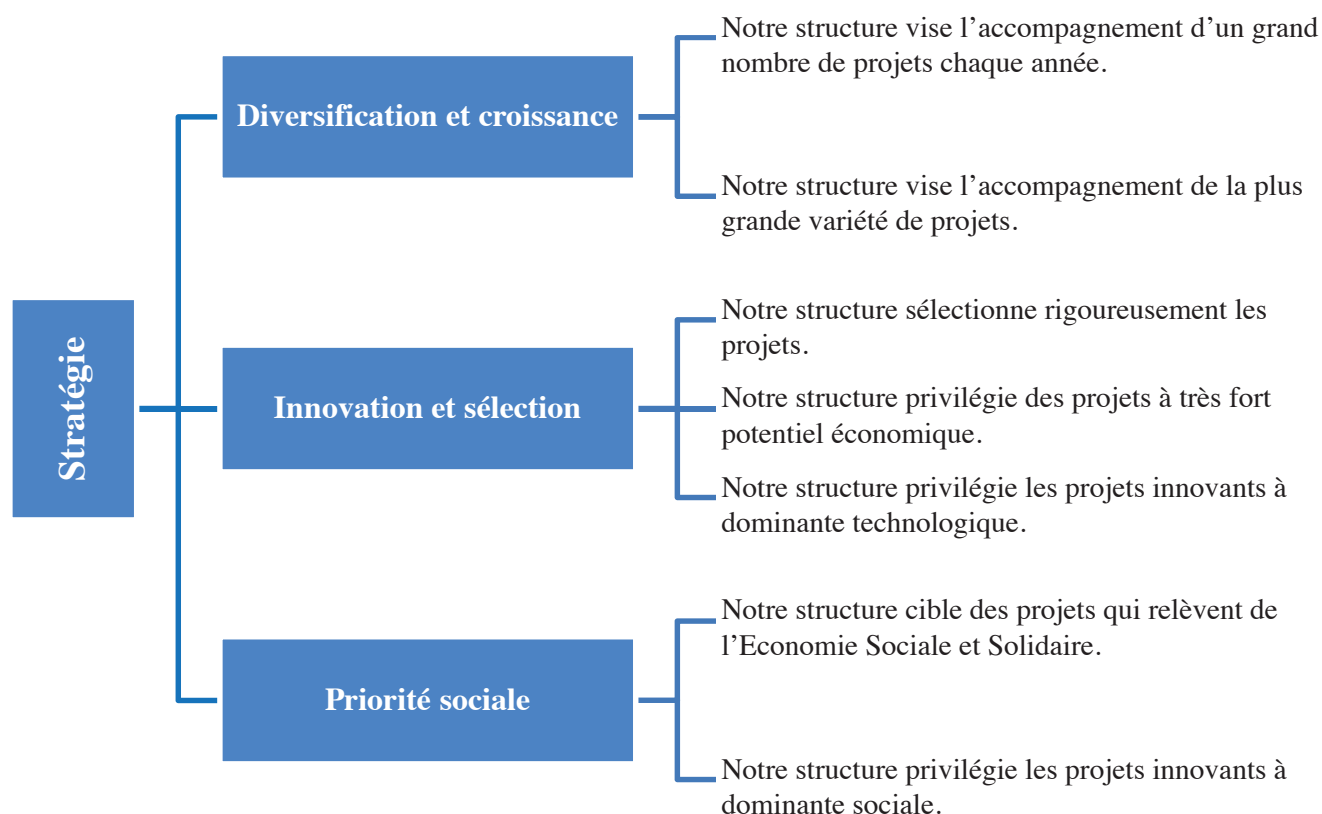 Stratégie
Diversification et croissance
Notre structure vise l’accompagnement d’un grand
nombre de projets chaque année.
Notre structure vise l’accompagnement de la plus
grande variété de projets.
Innovation et sélection
Notre structure sélectionne rigoureusement les
projets.
Notre structure privilégie des projets à très fort
potentiel économique.
Notre structure privilégie les projets innovants à
dominante technologique.
Priorité sociale
Notre structure cible des projets qui relèvent de
l’Economie Sociale et Solidaire.
Notre structure privilégie les projets innovants à
dominante sociale.